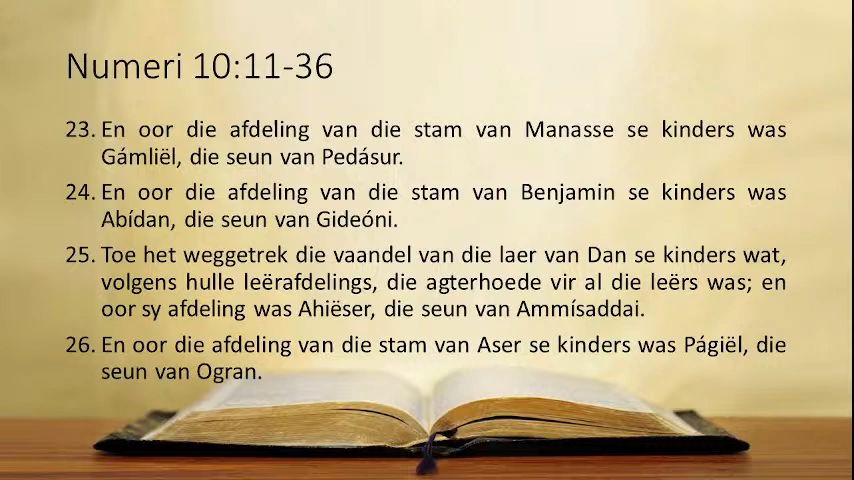 Numeri 10:11-36
23. En oor die afdeling van die stam van Manasse se kinders was
Gámliël, die seun van Pedásur.
24. En oor die afdeling van die stam van Benjamin se kinders was
Abídan, die seun van Gideóni.
25. Toe het weggetrek die vaandel van die laer van Dan se kinders wat,
volgens hulle leërafdelings, die agterhoede vir al die leërs was; en
oor sy afdeling was Ahiëser, die seun van Ammísaddai.
26. En oor die afdeling van die stam van Aser se kinders was Págiël, die
seun van Ogran.